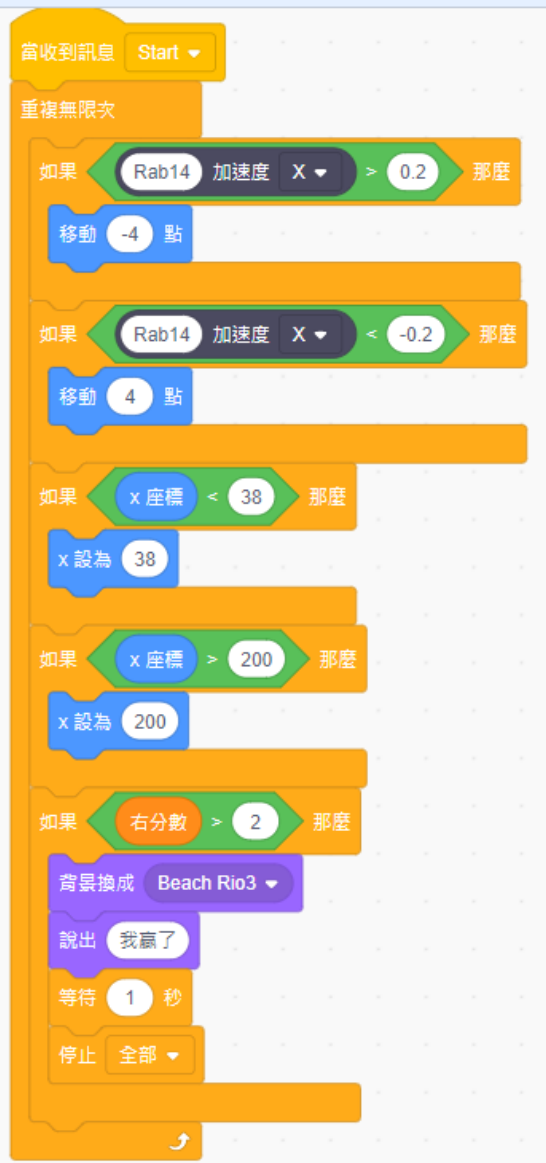 當收到訊息 Start
重複無限次
如果 Rab14 加速度 X > 0.2 那麼
移動 -4 點
如果 Rab14 加速度 X < -0.2 那麼
移動 4 點
如果 x 座標 < 38 那麼
x 設為 38
如果 x 座標 > 200 那麼
x 設為 200
如果 右分數 > 2 那麼
背景換成 Beach Rio3
說出 我贏了
等待 1 秒
停止 全部